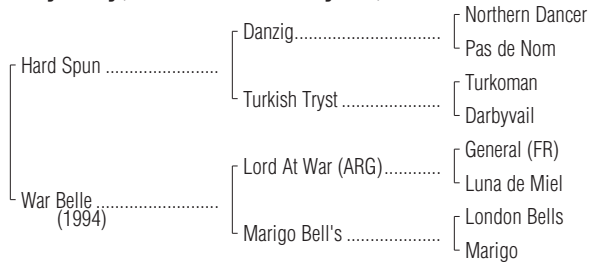 Northern Dancer
Danzig..............................
Pas de Nom
Hard Spun .......................
Turkoman
Turkish Tryst ....................
Darbyvail
General (FR)
Lord At War (ARG)............
Luna de Miel
War Belle .........................
(1994)
London Bells
Marigo Bell's ...................
Marigo